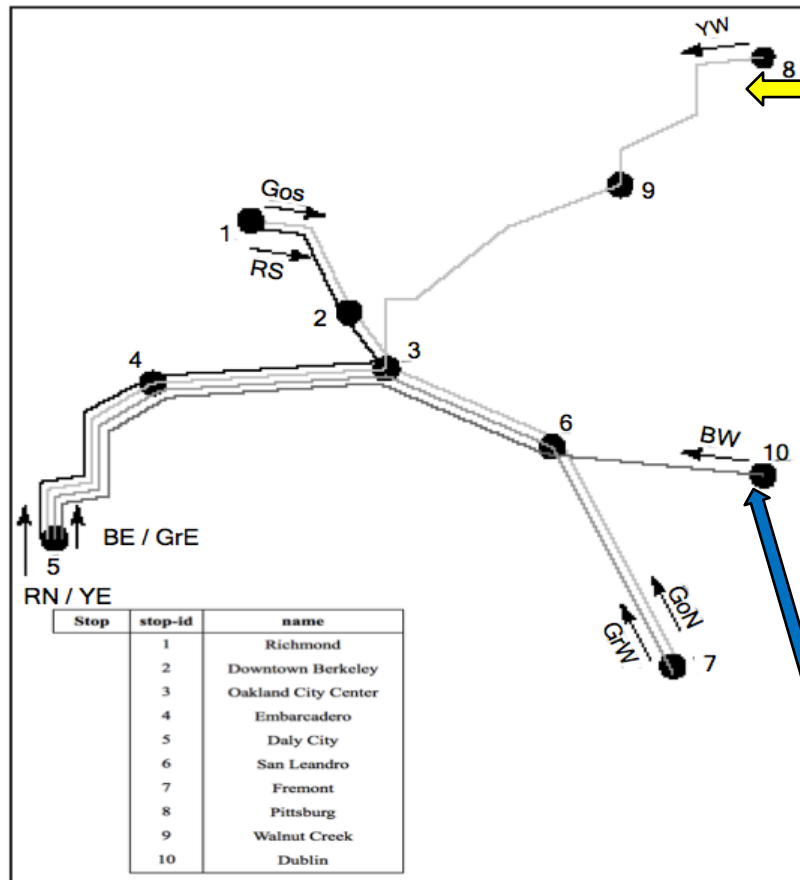 YW
8
9
Gos
1
RS
2
3
4
6
BW
10
BE / GrE
5
RN / YE
GoN
GrW
7
Stop stop-id name
1 Richmond
2 Downtown Berkeley
3 Oakland City Center
4 Embarcadero
5 Daly City
6 San Leandro
7 Fremont
8 Pittsburg
9 Walnut Creek
10 Dublin